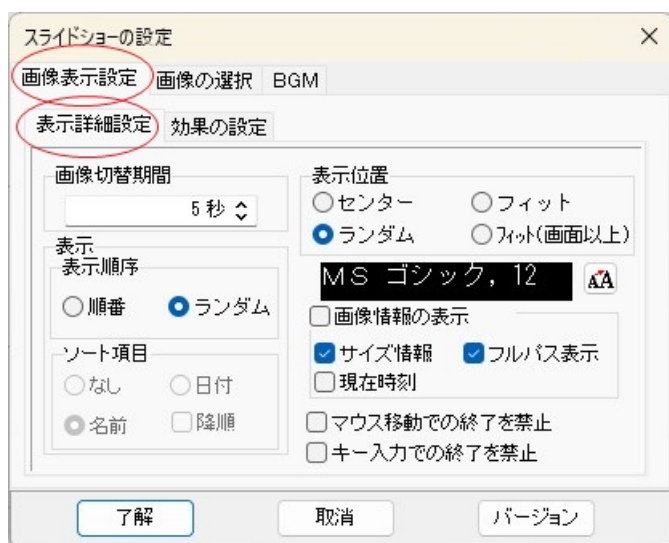 スライドショーの設定
画像表示設定 画像の選択 BGM
表示詳細設定 効果の設定
画像切替期間
5 秒
表示
表示順序
順番 ランダム
ソート項目
なし 日付
名前 降順
表示位置
センター フィット
ランダム フィット(画面以上)
MS ゴシック, 12 AA
画像情報の表示
サイズ情報 フルパス表示
現在時刻
マウス移動での終了を禁止
キー入力での終了を禁止
了解 取消 バージョン